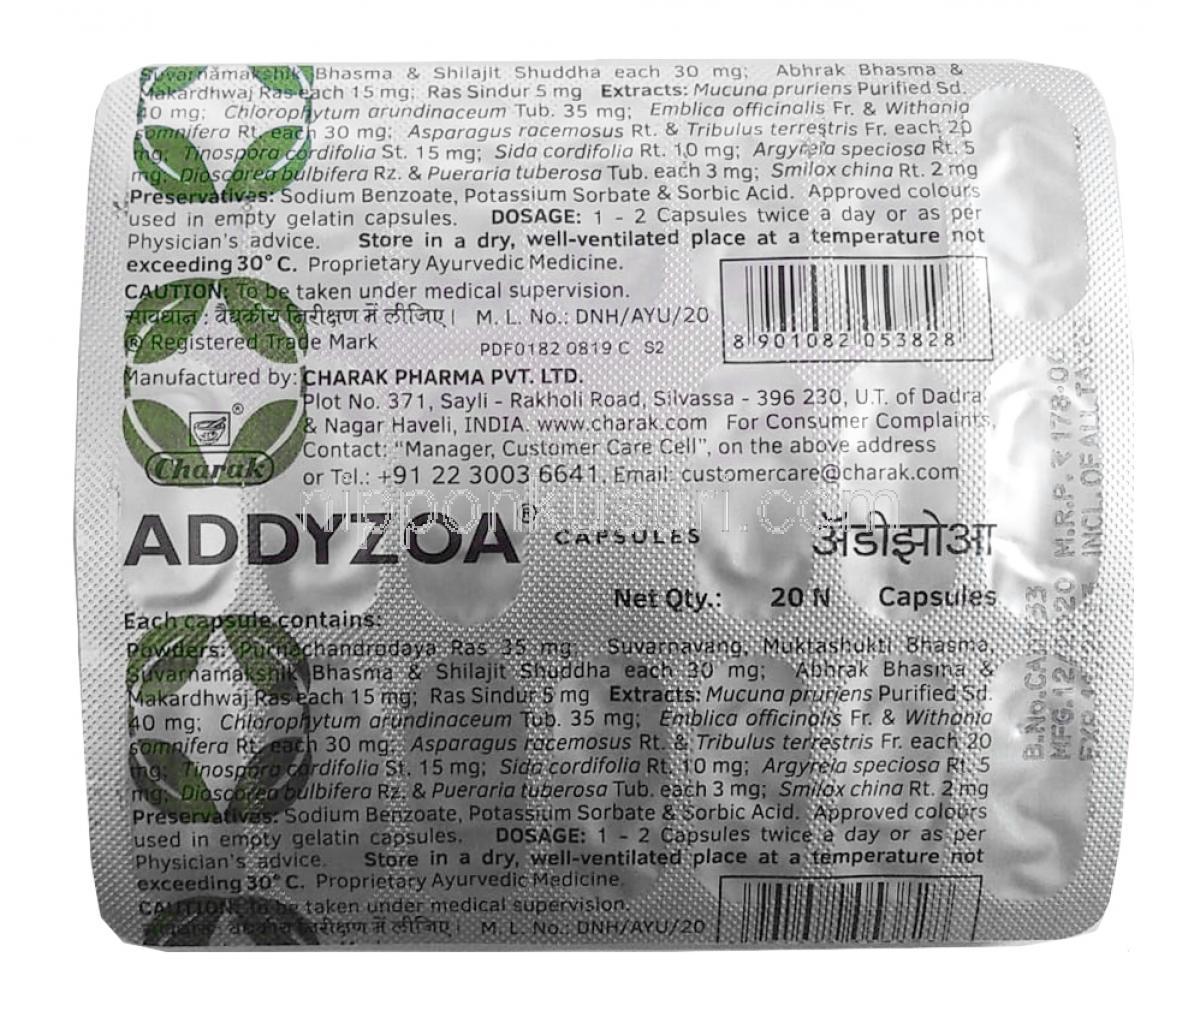 Suvarnamakshik Bhasma & Shilajit Shuddha each 30 mg; Abhrak Bhasma &
Makardhwaj Ras each 15 mg; Ras Sindur 5 mg Extracts: Mucuna pruriens Purified Sd.
40 mg; Chlorophytum arundinaceum Tub. 35 mg; Emblica officinalis Fr. & Withania
somnifera Rt. each 30 mg; Asparagus racemosus Rt. & Tribulus terrestris Fr. each 20
mg; Tinospora cordifolia St. 15 mg; Sida cordifolia Rt. 10 mg; Argyreia speciosa Rt. 5
mg; Dioscorea bulbifera Rz. & Pueraria tuberosa Tub. each 3 mg; Smilax china Rt. 2 mg
Preservatives: Sodium Benzoate, Potassium Sorbate & Sorbic Acid. Approved colours
used in empty gelatin capsules. DOSAGE: 1 - 2 Capsules twice a day or as per
Physician's advice. Store in a dry, well-ventilated place at a temperature not
exceeding 30° C. Proprietary Ayurvedic Medicine.
CAUTION: To be taken under medical supervision.
सावधान : वैद्यकीय निरीक्षण में लीजिए। M. L. No.: DNH/AYU/20
® Registered Trade Mark PDF0182 0819 C S2
8 901082 053828
Manufactured by: CHARAK PHARMA PVT. LTD.
Plot No. 371, Sayli - Rakholi Road, Silvassa - 396 230, U.T. of Dadra
& Nagar Haveli, INDIA. www.charak.com For Consumer Complaints,
Contact: "Manager, Customer Care Cell", on the above address
or Tel.: +91 22 3003 6641, Email: customercare@charak.com
®
Charak
nipponkusuri.com
ADDYZOA® CAPSULES ॲडीझोआ
Net Qty.: 20 N Capsules
Each capsule contains:
Powders: Purnachandrodaya Ras 35 mg; Suvarnavang, Muktashukti Bhasma,
Suvarnamakshik Bhasma & Shilajit Shuddha each 30 mg; Abhrak Bhasma &
Makardhwaj Ras each 15 mg; Ras Sindur 5 mg Extracts: Mucuna pruriens Purified Sd.
40 mg; Chlorophytum arundinaceum Tub. 35 mg; Emblica officinalis Fr. & Withania
somnifera Rt. each 30 mg; Asparagus racemosus Rt. & Tribulus terrestris Fr. each 20
mg; Tinospora cordifolia St. 15 mg; Sida cordifolia Rt. 10 mg; Argyreia speciosa Rt. 5
mg; Dioscorea bulbifera Rz. & Pueraria tuberosa Tub. each 3 mg; Smilax china Rt. 2 mg
Preservatives: Sodium Benzoate, Potassium Sorbate & Sorbic Acid. Approved colours
used in empty gelatin capsules. DOSAGE: 1 - 2 Capsules twice a day or as per
Physician's advice. Store in a dry, well-ventilated place at a temperature not
exceeding 30° C. Proprietary Ayurvedic Medicine.
CAUTION: To be taken under medical supervision.
सावधान : वैद्यकीय निरीक्षण में लीजिए। M. L. No.: DNH/AYU/20
MFG.12/2020 M.R.P. ₹ 178.0
INCL.OF ALL TAXE